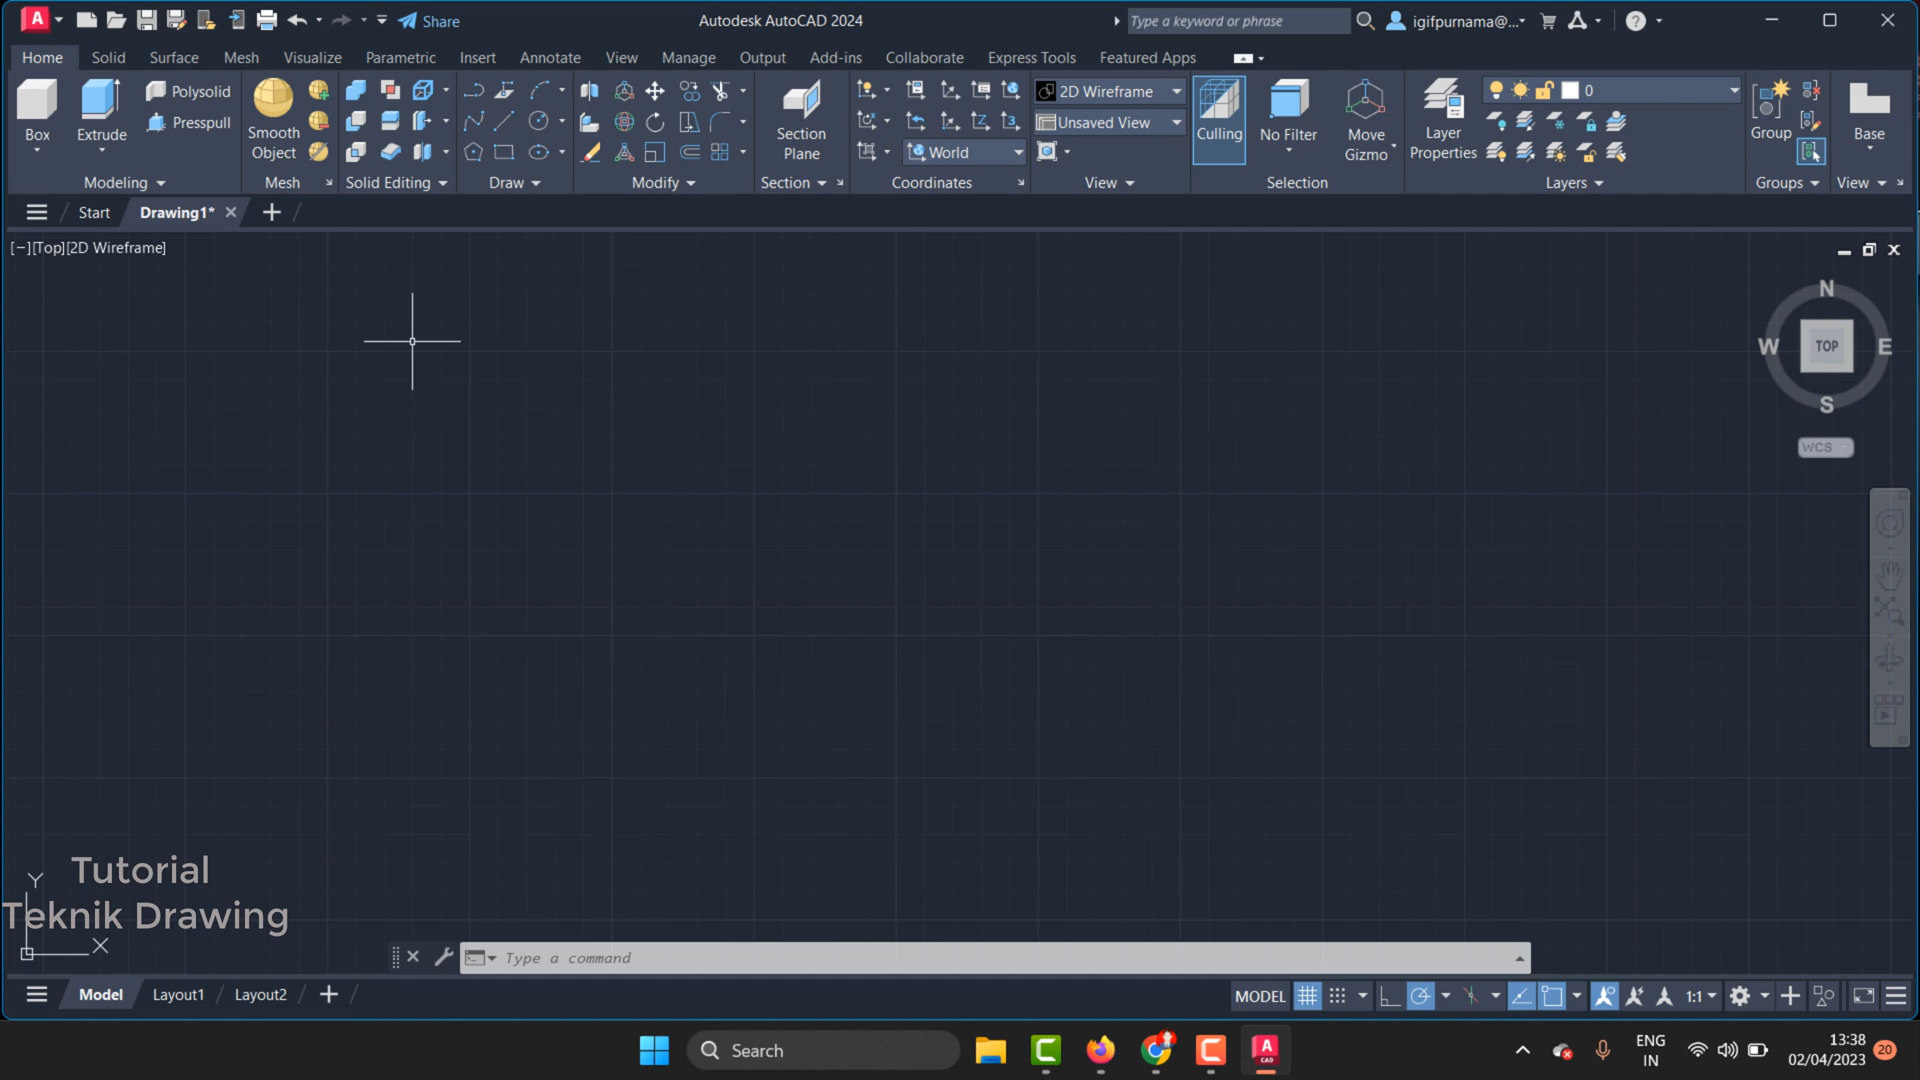 Share
Autodesk AutoCAD 2024
Type a keyword or phrase
igifpurnama@...
Home Solid Surface Mesh Visualize Parametric Insert Annotate View Manage Output Add-ins Collaborate Express Tools Featured Apps
Box
Extrude
Polysolid
Presspull
Smooth
Object
Section
Plane
World
2D Wireframe
Unsaved View
Culling
No Filter
Move
Gizmo
Layer
Properties
0
Group
Base
Modeling Mesh Solid Editing Draw Modify Section Coordinates View Selection Layers Groups View
Start Drawing1*
[−][Top][2D Wireframe]
N
W TOP E
S
WCS
Tutorial
Teknik Drawing
Y
X
Type a command
Model Layout1 Layout2
MODEL
1:1
Search
A
CAD
ENG
IN
13:38
02/04/2023
20